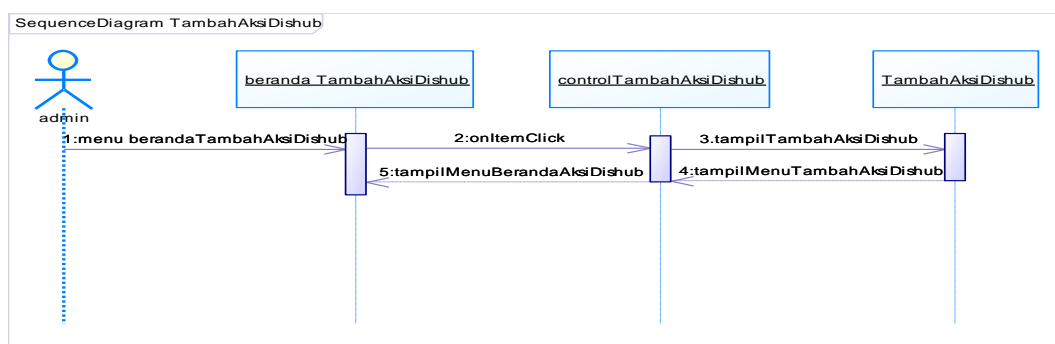 SequenceDiagram TambahAksiDishub
beranda TambahAksiDishub
controlTambahAksiDishub
TambahAksiDishub
admin
1:menu berandaTambahAksiDishub
2:onItemClick
3.tampilTambahAksiDishub
5:tampilMenuBerandaAksiDishub
4:tampilMenuTambahAksiDishub